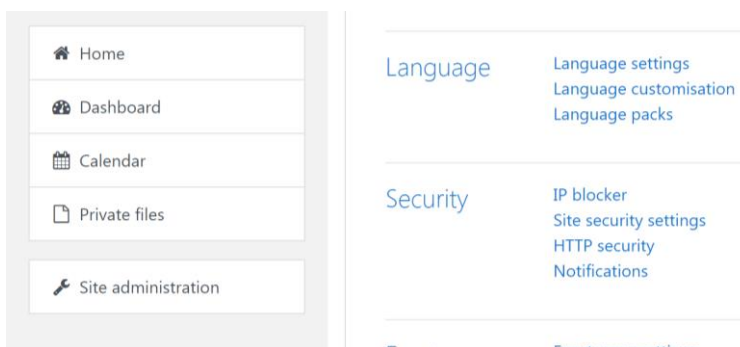 Home
Dashboard
Calendar
Private files
Site administration
Language
Language settings
Language customisation
Language packs
Security
IP blocker
Site security settings
HTTP security
Notifications